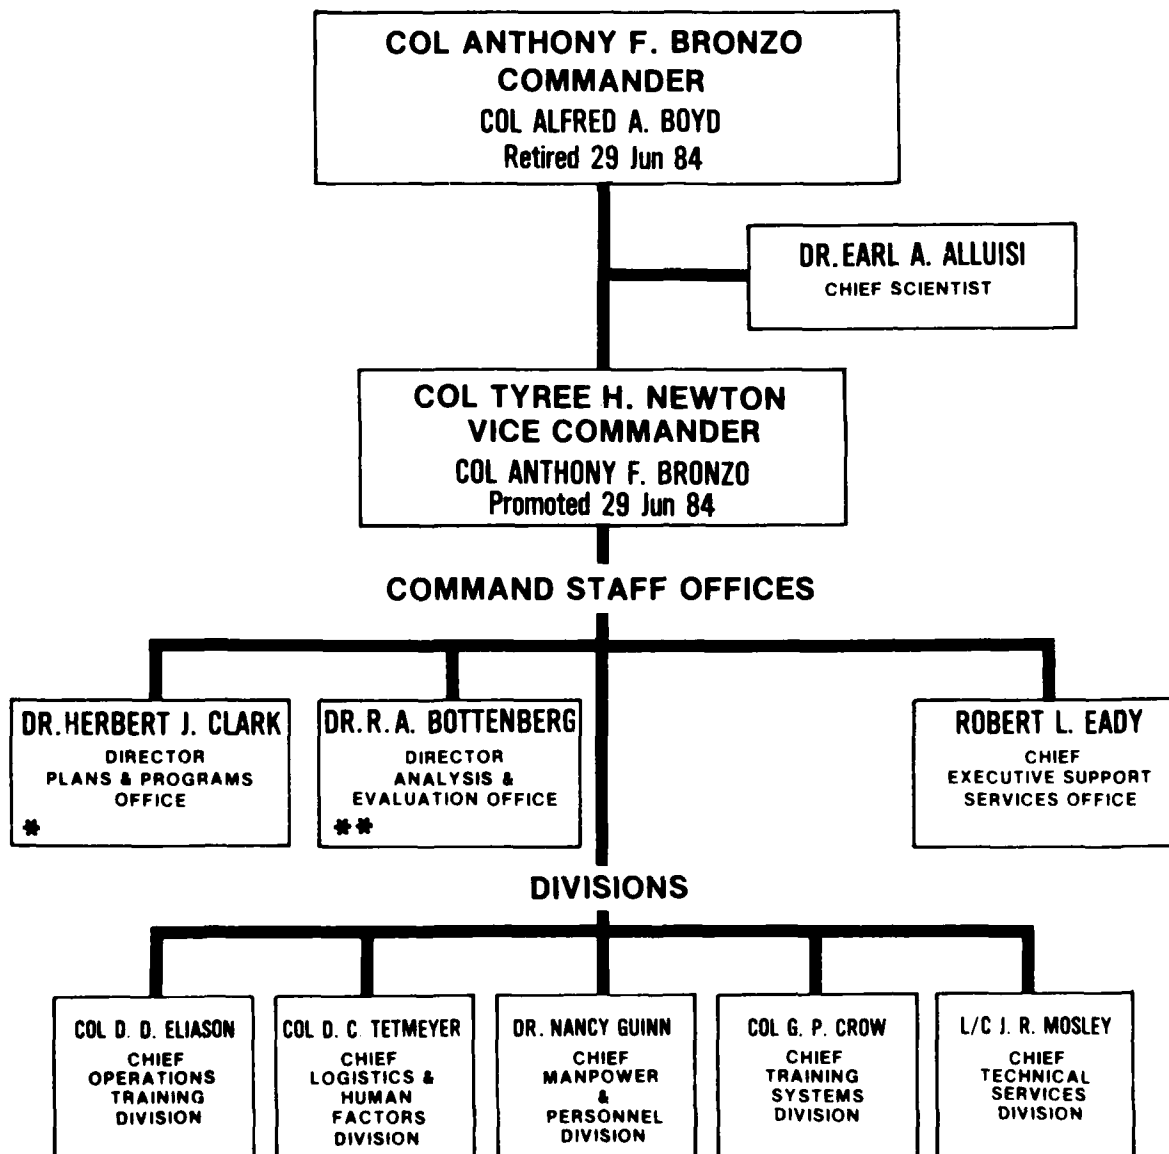 COL ANTHONY F. BRONZO
COMMANDER
COL ALFRED A. BOYD
Retired 29 Jun 84
DR. EARL A. ALLUISI
CHIEF SCIENTIST
COL TYREE H. NEWTON
VICE COMMANDER
COL ANTHONY F. BRONZO
Promoted 29 Jun 84
COMMAND STAFF OFFICES
DR. HERBERT J. CLARK
DIRECTOR
PLANS & PROGRAMS
OFFICE
*
DR. R. A. BOTTENBERG
DIRECTOR
ANALYSIS &
EVALUATION OFFICE
**
ROBERT L. EADY
CHIEF
EXECUTIVE SUPPORT
SERVICES OFFICE
DIVISIONS
COL D. D. ELIASON
CHIEF
OPERATIONS
TRAINING
DIVISION
COL D. C. TETMEYER
CHIEF
LOGISTICS &
HUMAN
FACTORS
DIVISION
DR. NANCY GUINN
CHIEF
MANPOWER
&
PERSONNEL
DIVISION
COL G. P. CROW
CHIEF
TRAINING
SYSTEMS
DIVISION
L/C J. R. MOSLEY
CHIEF
TECHNICAL
SERVICES
DIVISION